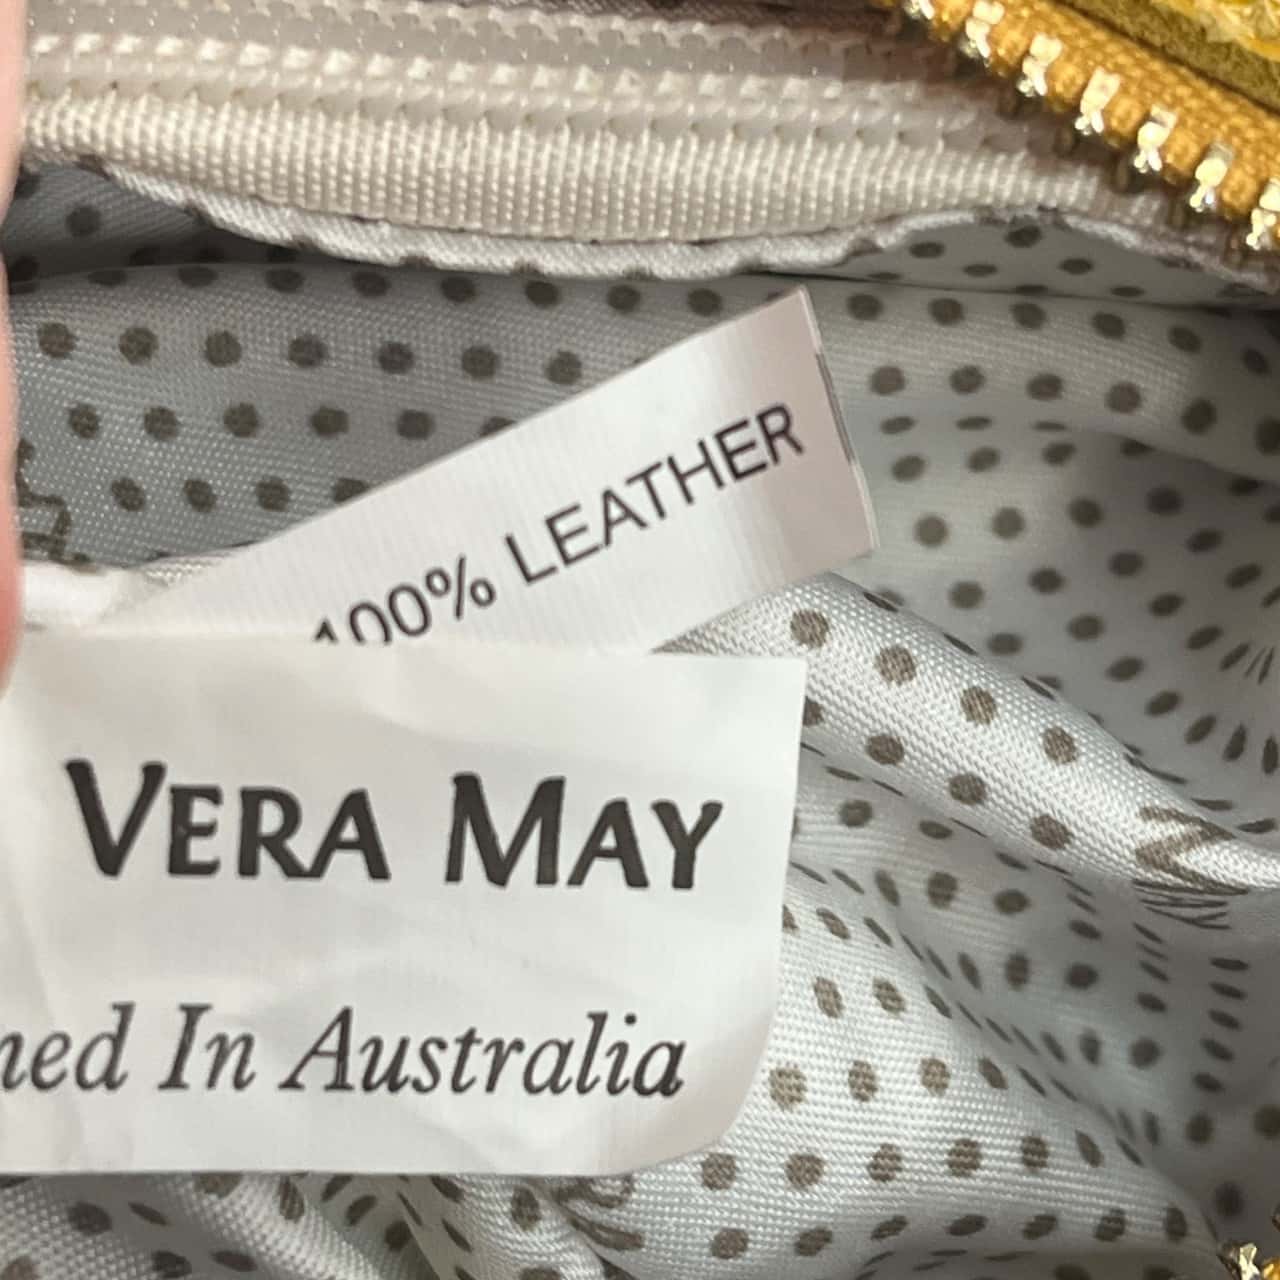 100% LEATHER
VERA MAY
ned In Australia